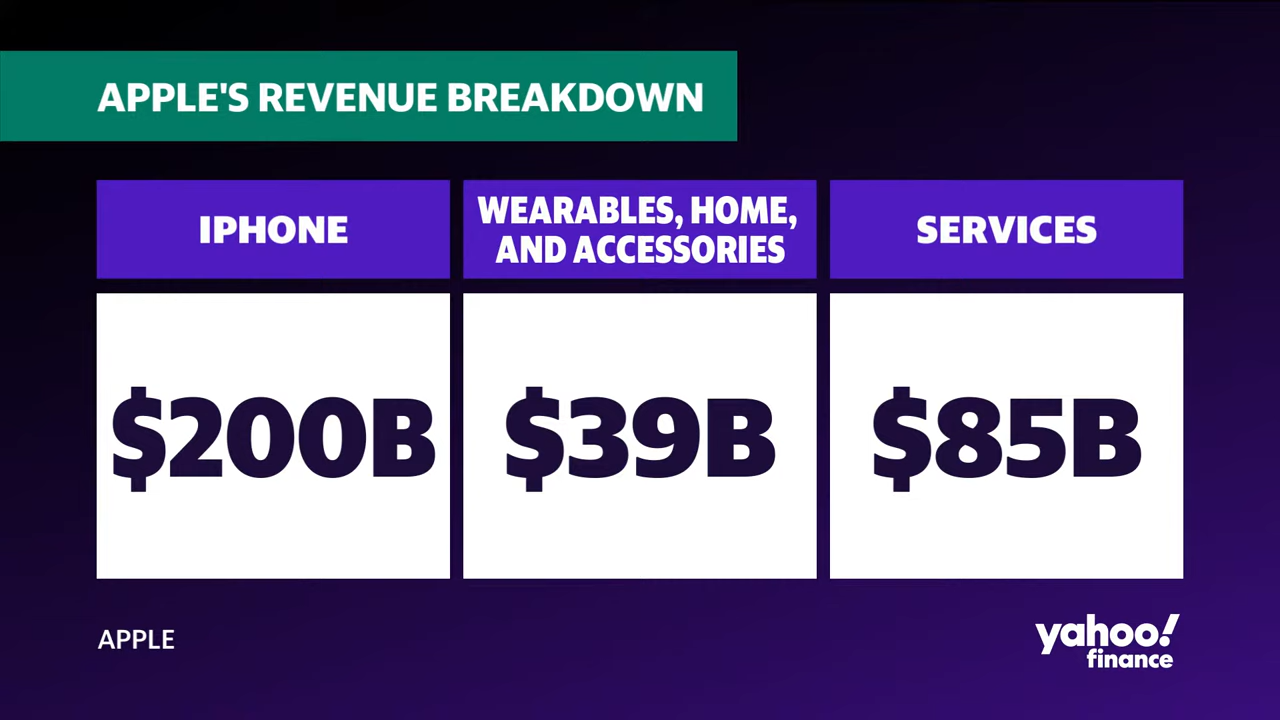 APPLE'S REVENUE BREAKDOWN
IPHONE
WEARABLES, HOME,
AND ACCESSORIES
SERVICES
$200B
$39B
$85B
APPLE
yahoo!
finance